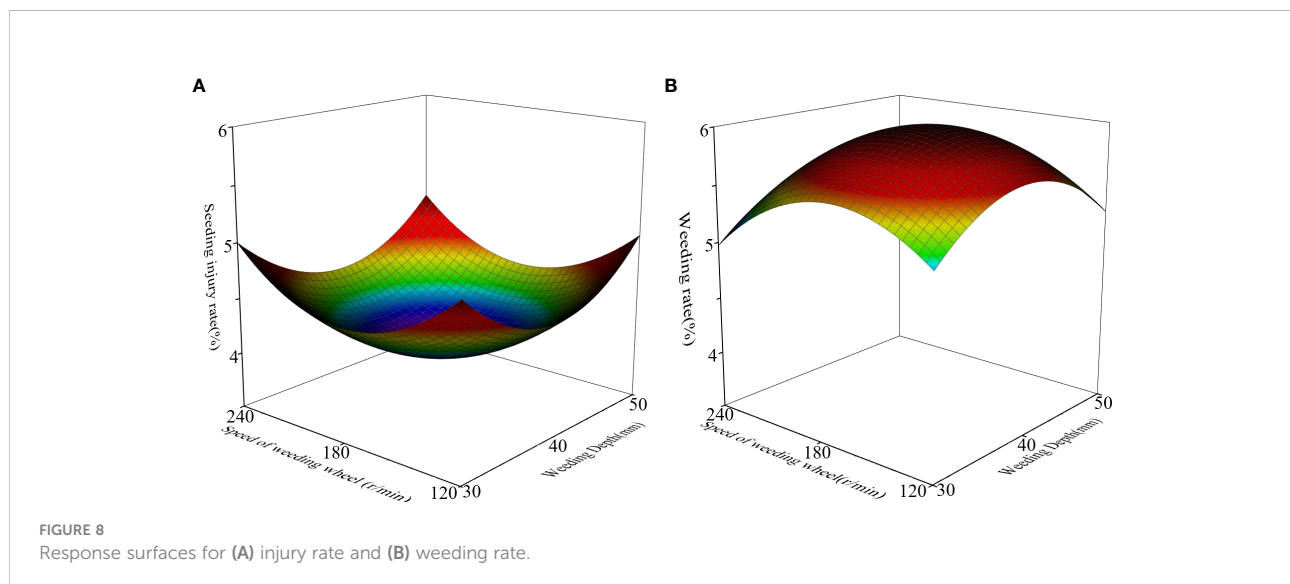 A
6
Seeding injury rate(%)
5
4
240
Speed of weeding wheel (r/min)
180
120
30
40
Weeding Depth(mm)
50
B
6
Weeding rate(%)
5
4
240
Speed of weeding wheel(r/min)
180
120
30
40
Weeding Depth(mm)
50
FIGURE 8
Response surfaces for (A) injury rate and (B) weeding rate.